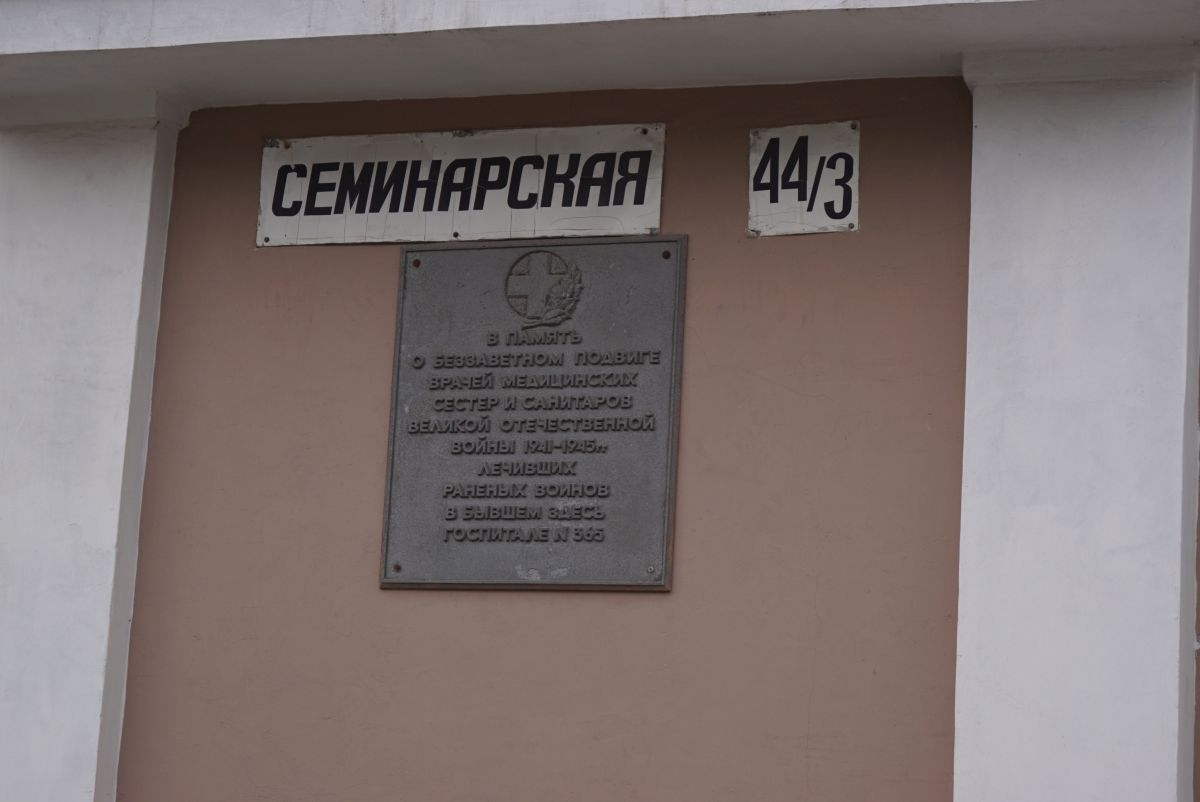 СЕМИНАРСКАЯ
44/3
В ПАМЯТЬ
О БЕЗЗАВЕТНОМ ПОДВИГЕ
ВРАЧЕЙ МЕДИЦИНСКИХ
СЕСТЕР И САНИТАРОВ
ВЕЛИКОЙ ОТЕЧЕСТВЕННОЙ
ВОЙНЫ 1941-1945гг
ЛЕЧИВШИХ
РАНЕНЫХ ВОИНОВ
В БЫВШЕМ ЗДЕСЬ
ГОСПИТАЛЕ N 365